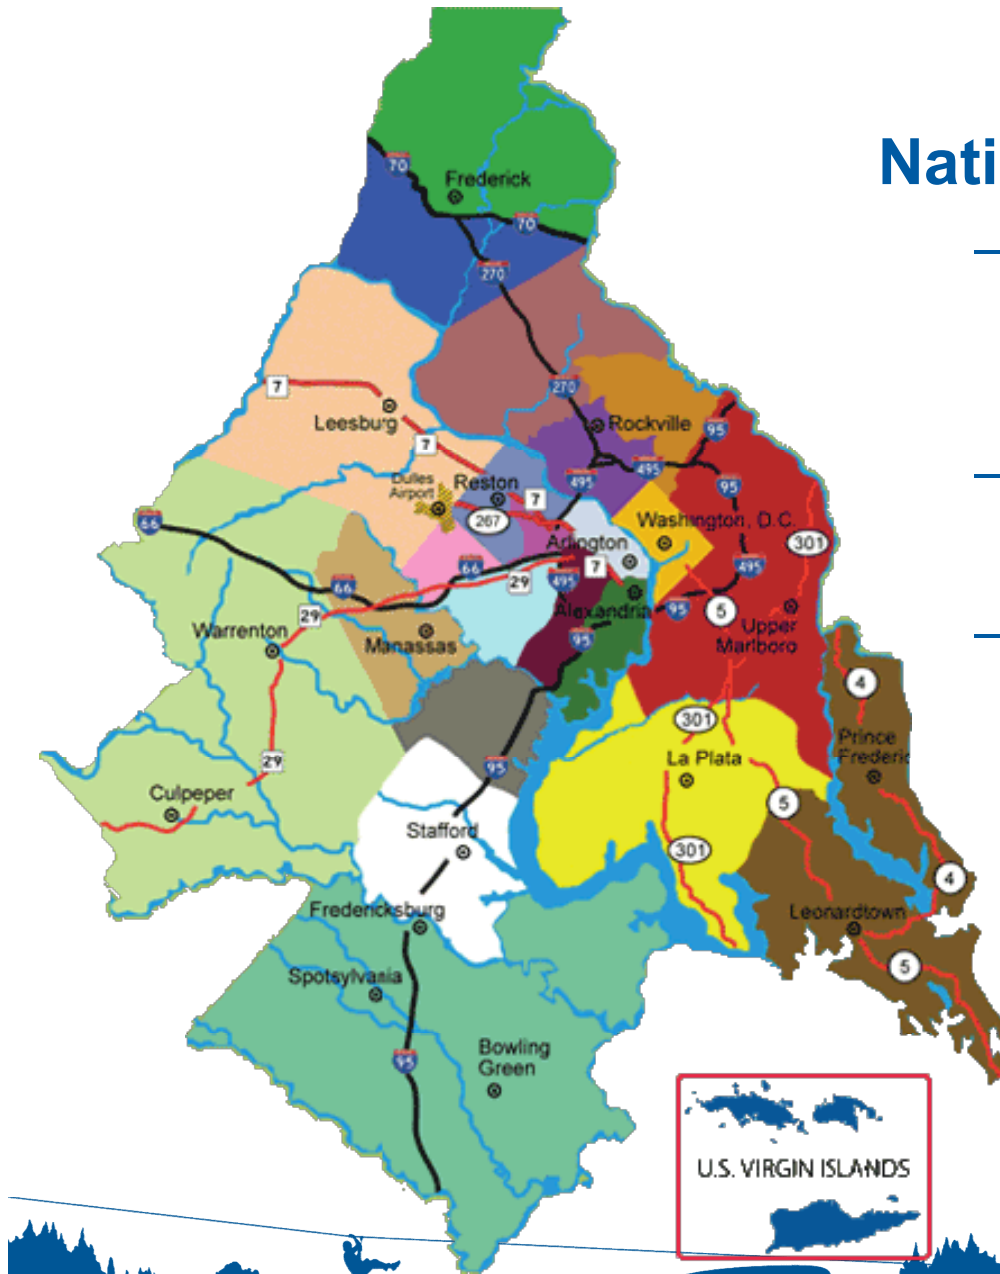 Nati
70
Frederick
70
270
7
270
Leesburg
Rockville
95
7
495
495
Dulles
Airport
Reston
95
7
267
66
Washington, D.C.
301
Arlington
66
495
66
29
7
495
29
5
95
Alexandria
Warrenton
Manassas
95
Upper
Marlboro
4
301
Prince
Frederic
29
95
La Plata
Culpeper
5
Stafford
301
4
Fredericksburg
Leonardtown
5
Spotsylvania
Bowling
Green
95
U.S. VIRGIN ISLANDS